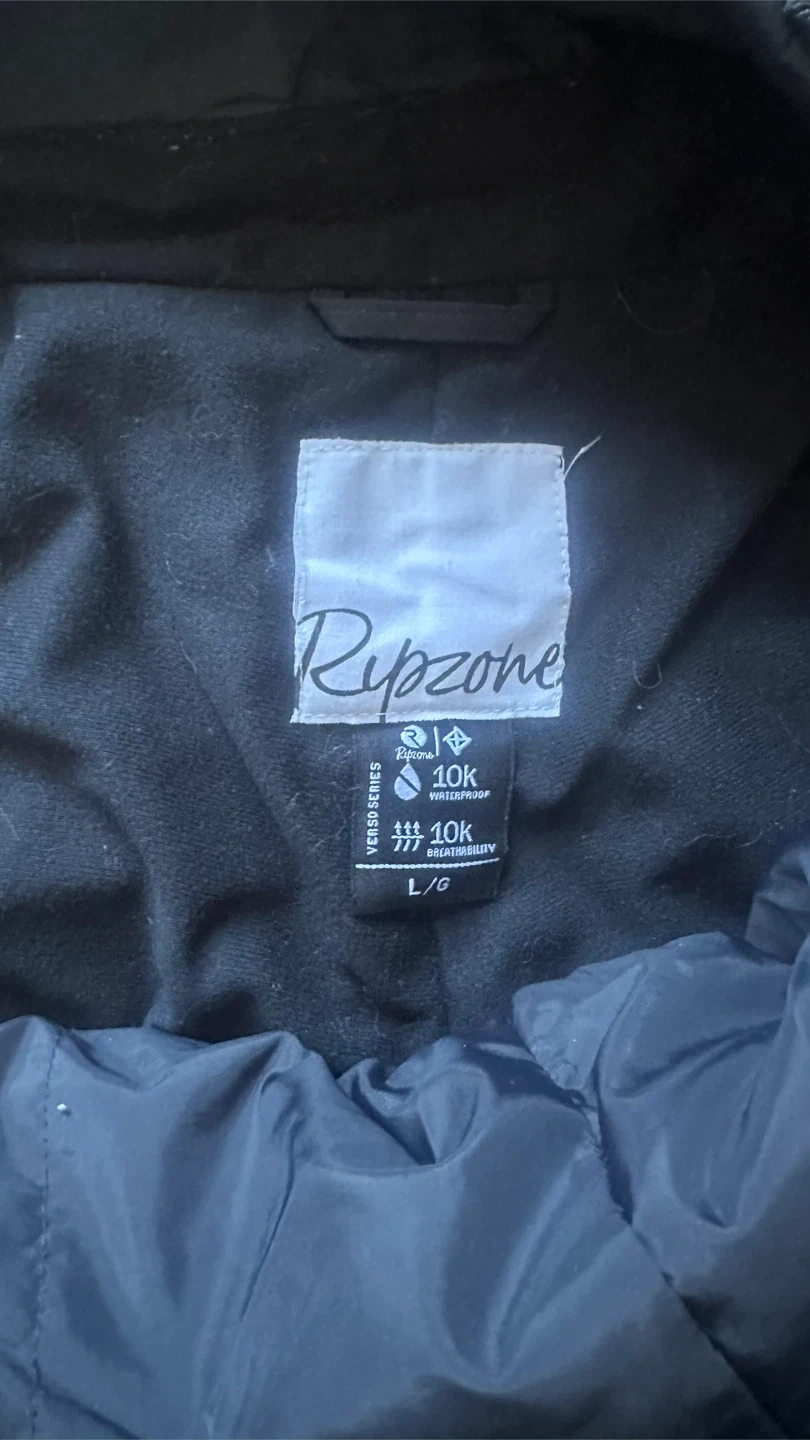 Ripzone
Ripzone
VERSO SERIES
10k
WATERPROOF
10k
BREATHABILITY
L/G